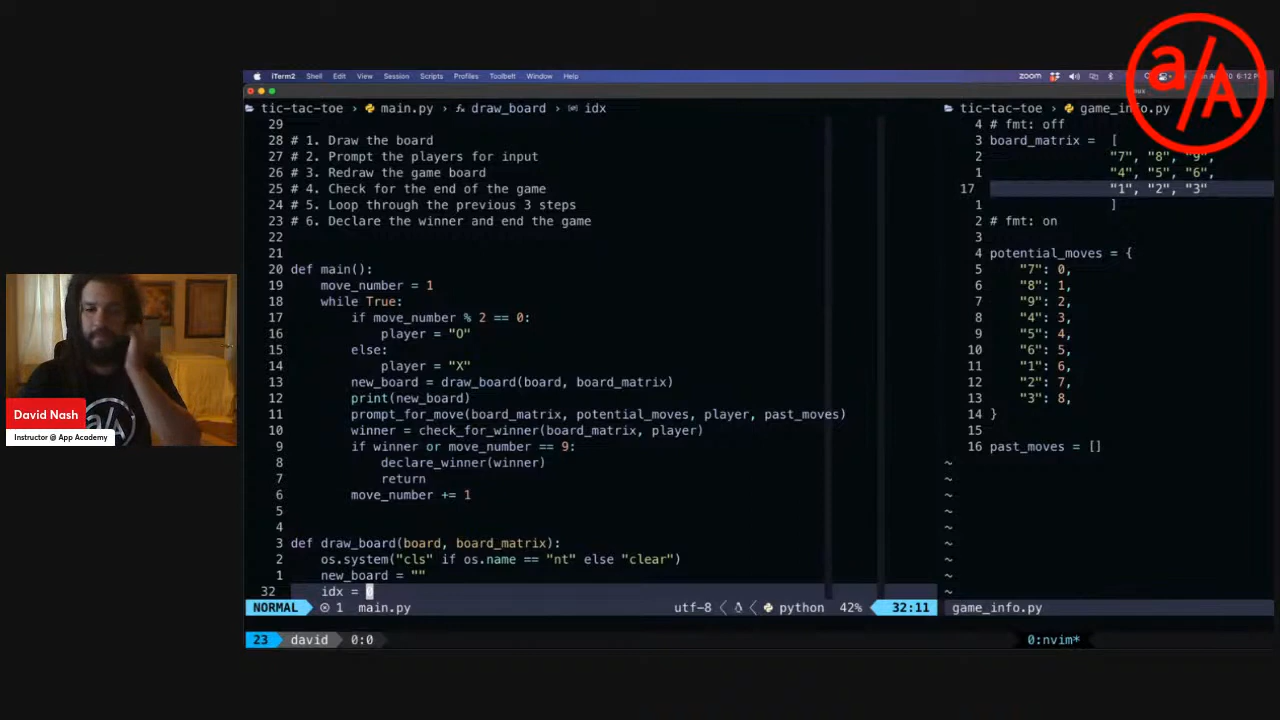 iTerm2 Shell Edit View Session Scripts Profiles Toolbelt Window Help zoom 6:12 P
a/A
tic-tac-toe › main.py › draw_board › idx
29
28 # 1. Draw the board
27 # 2. Prompt the players for input
26 # 3. Redraw the game board
25 # 4. Check for the end of the game
24 # 5. Loop through the previous 3 steps
23 # 6. Declare the winner and end the game
22
21
20 def main():
19 move_number = 1
18 while True:
17 if move_number % 2 == 0:
16 player = "O"
15 else:
14 player = "X"
13 new_board = draw_board(board, board_matrix)
12 print(new_board)
11 prompt_for_move(board_matrix, potential_moves, player, past_moves)
10 winner = check_for_winner(board_matrix, player)
9 if winner or move_number == 9:
8 declare_winner(winner)
7 return
6 move_number += 1
5
4
3 def draw_board(board, board_matrix):
2 os.system("cls" if os.name == "nt" else "clear")
1 new_board = ""
32 idx = 0
NORMAL 1 main.py utf-8 python 42% 32:11
tic-tac-toe › game_info.py
4 # fmt: off
3 board_matrix = [
2 "7", "8", "9",
1 "4", "5", "6",
17 "1", "2", "3"
1 ]
2 # fmt: on
3
4 potential_moves = {
5 "7": 0,
6 "8": 1,
7 "9": 2,
8 "4": 3,
9 "5": 4,
10 "6": 5,
11 "1": 6,
12 "2": 7,
13 "3": 8,
14 }
15
16 past_moves = []
~
~
~
~
~
~
~
~
~
game_info.py
23 david 0:0 0:nvim*
David Nash
Instructor @ App Academy